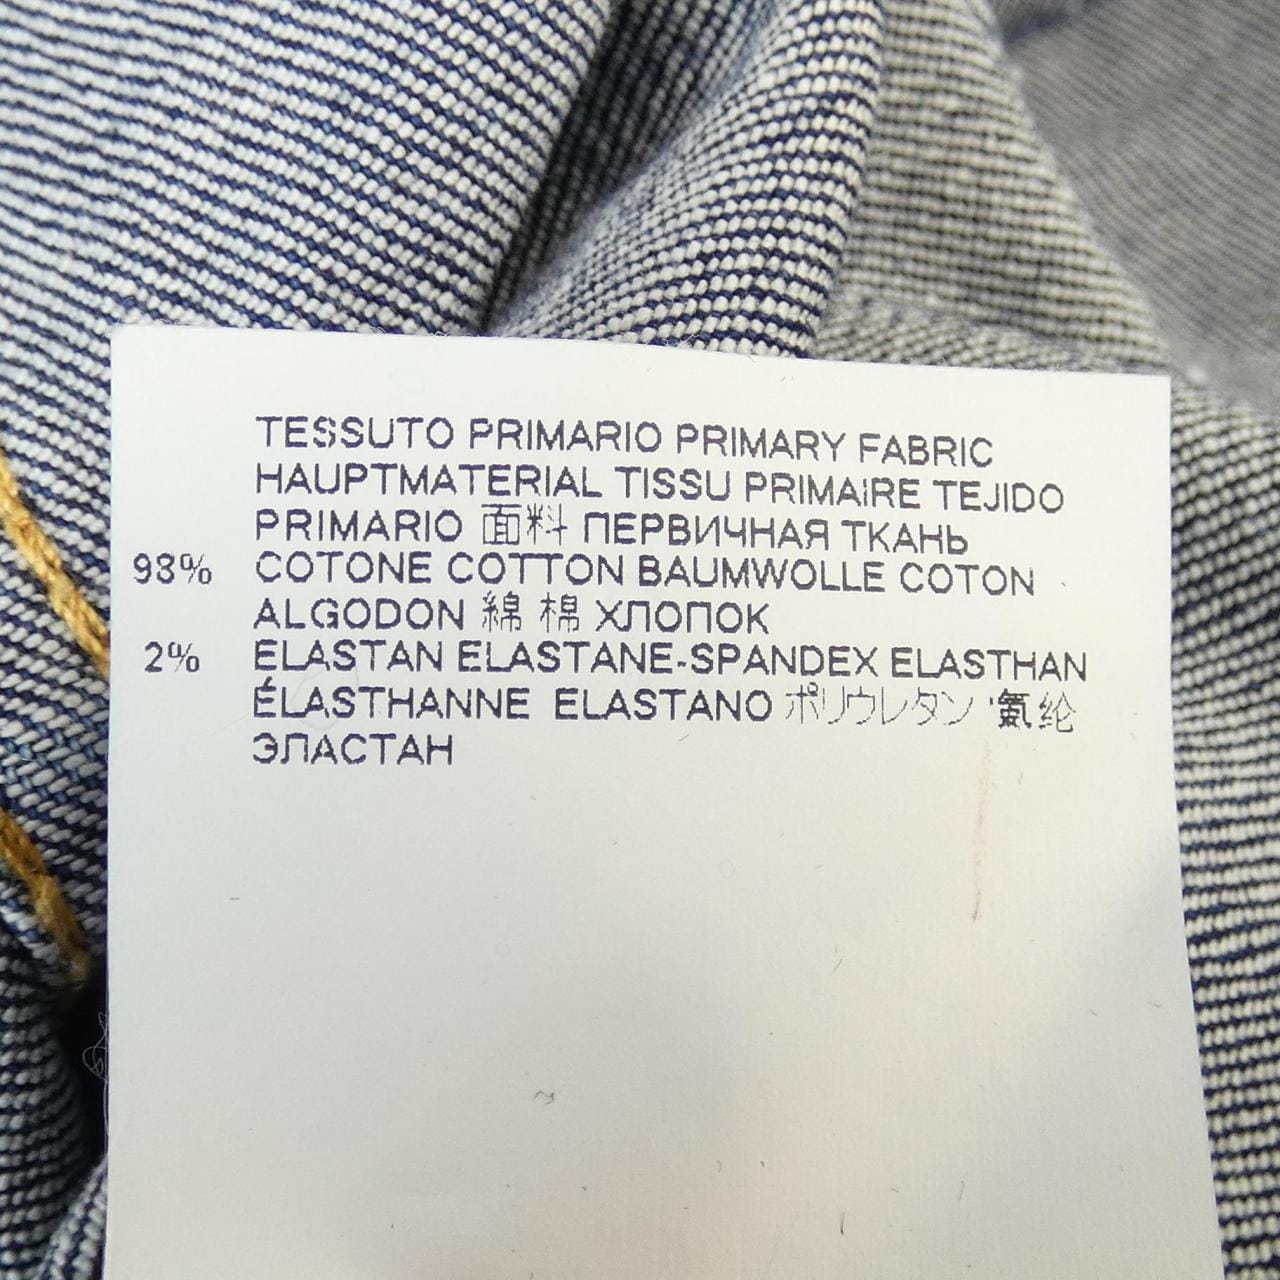 TESSUTO PRIMARIO PRIMARY FABRIC
HAUPTMATERIAL TISSU PRIMAIRE TEJIDO
PRIMARIO 面料 ПЕРВИЧНАЯ ТКАНЬ
98% COTONE COTTON BAUMWOLLE COTON
ALGODON 綿 棉 ХЛОПОК
2% ELASTAN ELASTANE-SPANDEX ELASTHAN
ÉLASTHANNE ELASTANO ポリウレタン 氨纶
ЭЛАСТАН